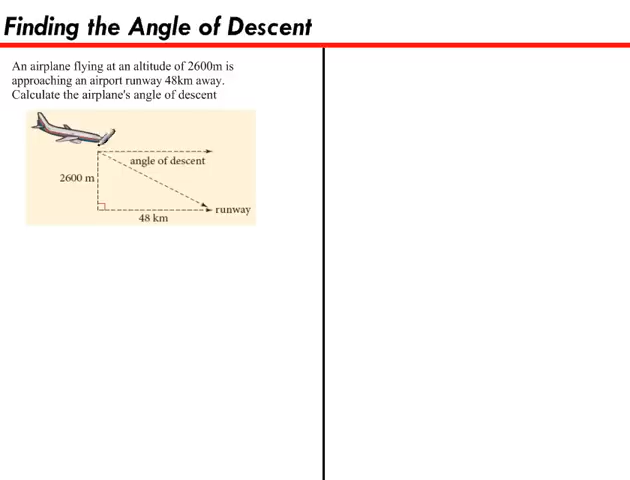 Finding the Angle of Descent
An airplane flying at an altitude of 2600m is
approaching an airport runway 48km away.
Calculate the airplane's angle of descent
angle of descent
2600 m
runway
48 km